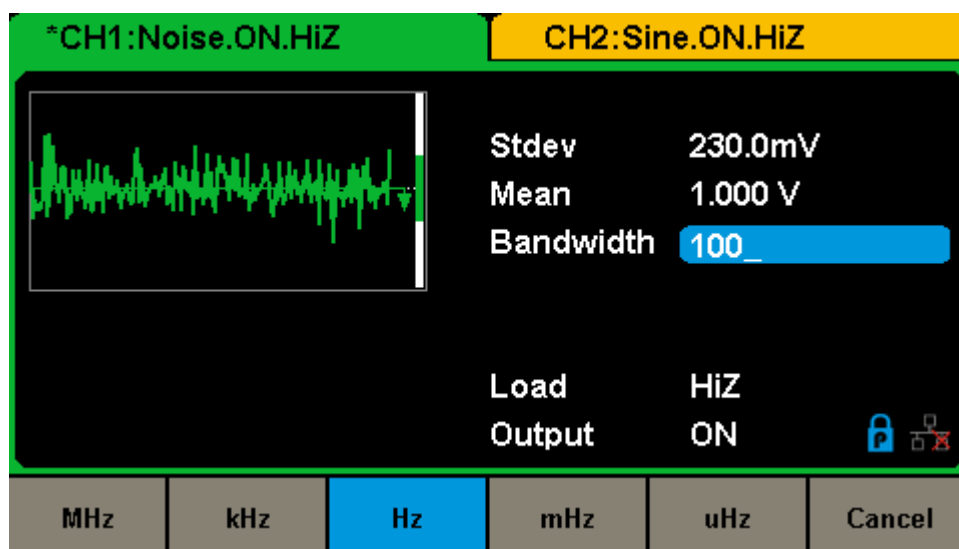 *CH1:Noise.ON.HiZ CH2:Sine.ON.HiZ
Stdev 230.0mV
Mean 1.000 V
Bandwidth 100_
Load HiZ
Output ON
P
MHz kHz Hz mHz uHz Cancel